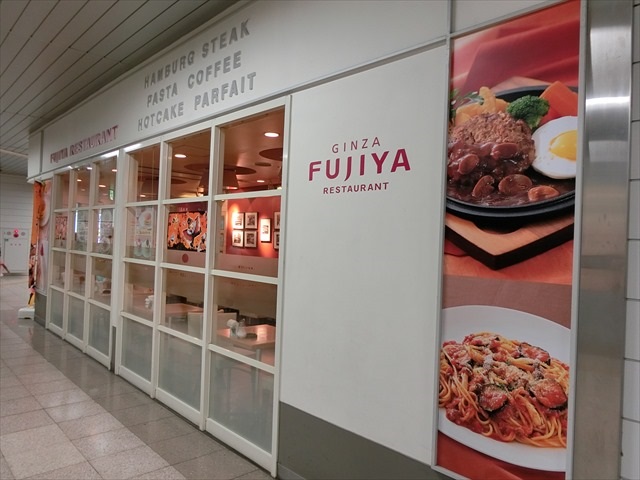 HAMBURG STEAK
PASTA COFFEE
HOTCAKE PARFAIT
FUJIYA RESTAURANT
GINZA
FUJIYA
RESTAURANT